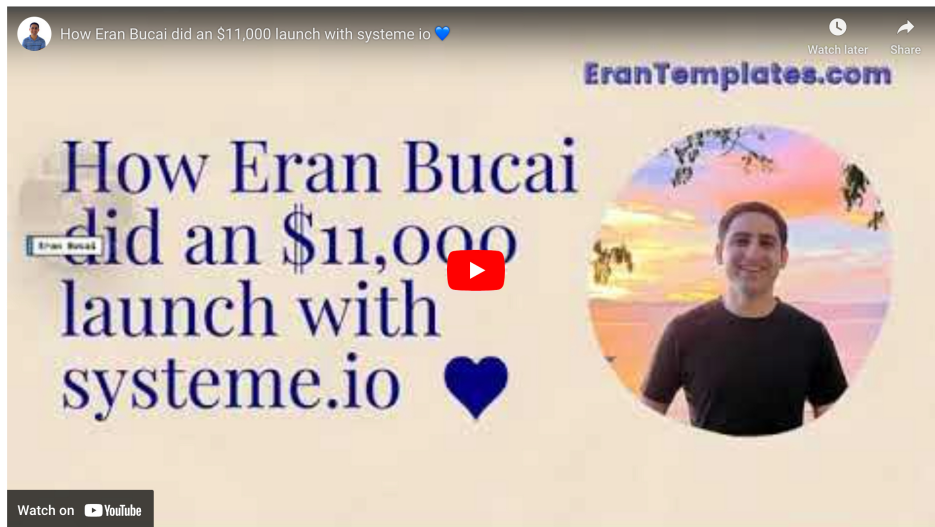 How Eran Bucai did an $11,000 launch with systeme io 💙
Watch later
Share
EranTemplates.com
How Eran Bucai
did an $11,000
launch with
systeme.io
Eran Bucai
Watch on YouTube